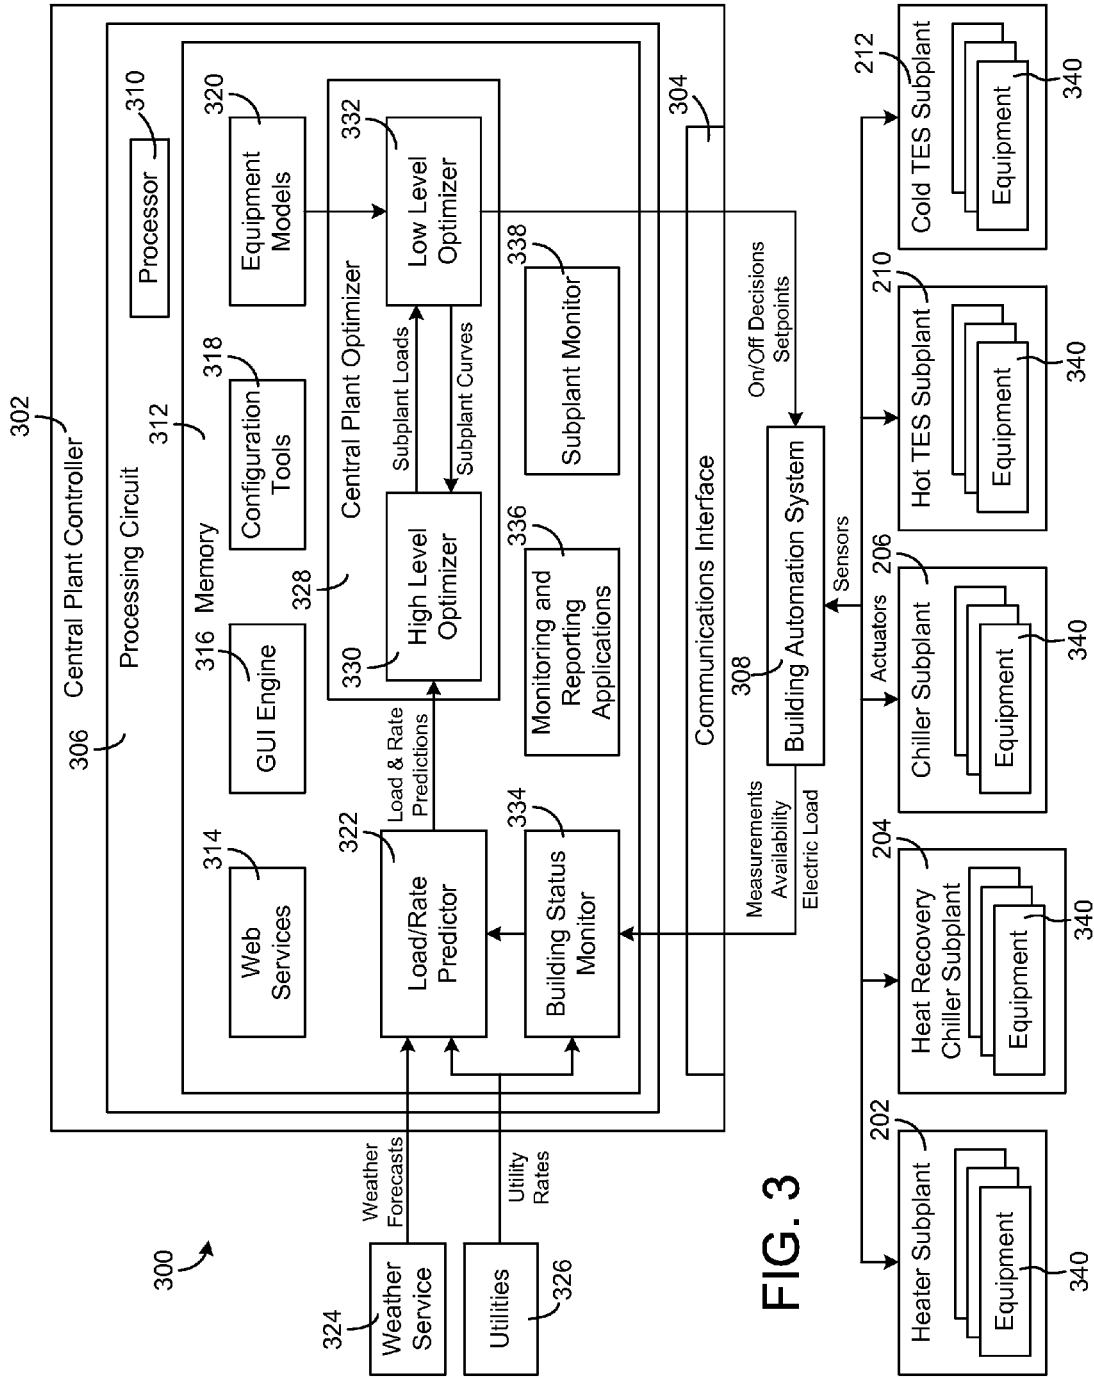 300
302
Central Plant Controller
306
Processing Circuit
Processor
310
312
Memory
Web
Services
314
GUI Engine
316
Configuration
Tools
318
Equipment
Models
320
328
Central Plant Optimizer
Load/Rate
Predictor
322
Load & Rate
Predictions
High Level
Optimizer
330
Subplant Loads
Subplant Curves
Low Level
Optimizer
332
Building Status
Monitor
334
Monitoring and
Reporting
Applications
336
Subplant Monitor
338
Communications Interface
304
Weather
Service
324
Weather
Forecasts
Utilities
326
Utility
Rates
Measurements
Availability
Electric Load
308
Building Automation System
On/Off Decisions
Setpoints
Actuators
Sensors
FIG. 3
Heater Subplant
202
Equipment
340
Heat Recovery
Chiller Subplant
204
Equipment
340
Chiller Subplant
206
Equipment
340
Hot TES Subplant
210
Equipment
340
Cold TES Subplant
212
Equipment
340